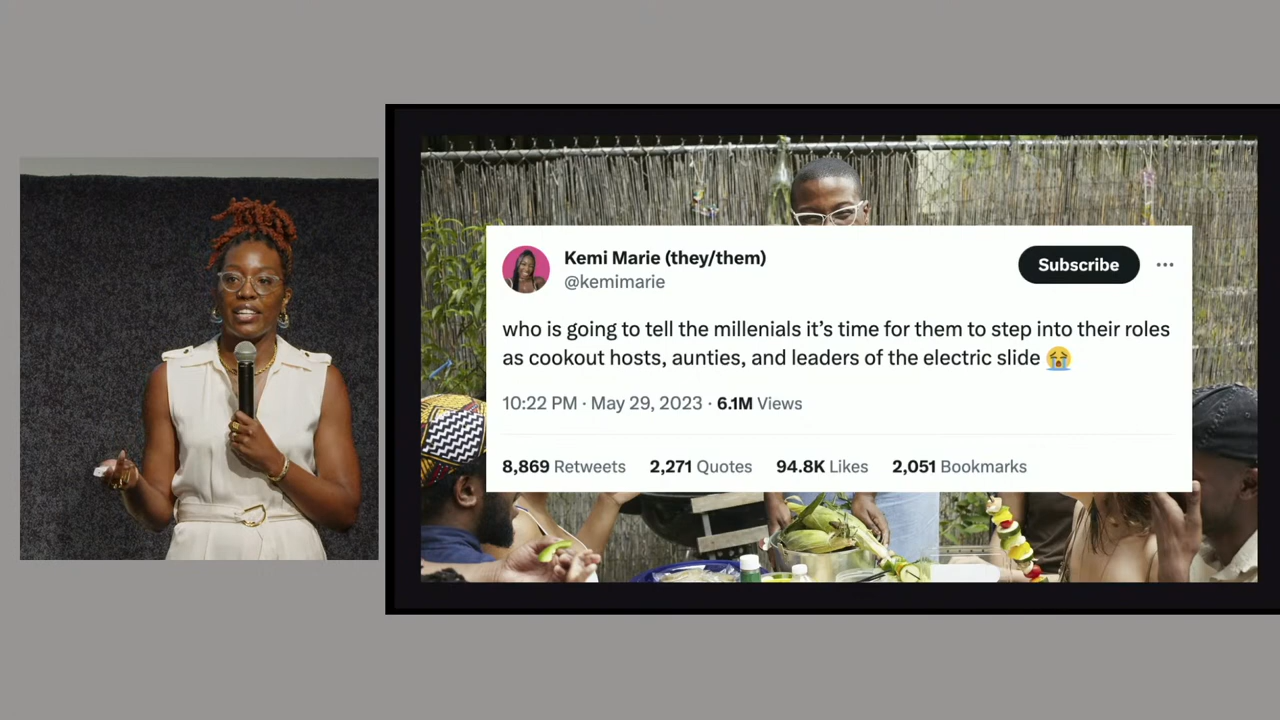 Kemi Marie (they/them)
@kemimarie
Subscribe
who is going to tell the millenials it’s time for them to step into their roles
as cookout hosts, aunties, and leaders of the electric slide 😭
10:22 PM · May 29, 2023 · 6.1M Views
8,869 Retweets 2,271 Quotes 94.8K Likes 2,051 Bookmarks